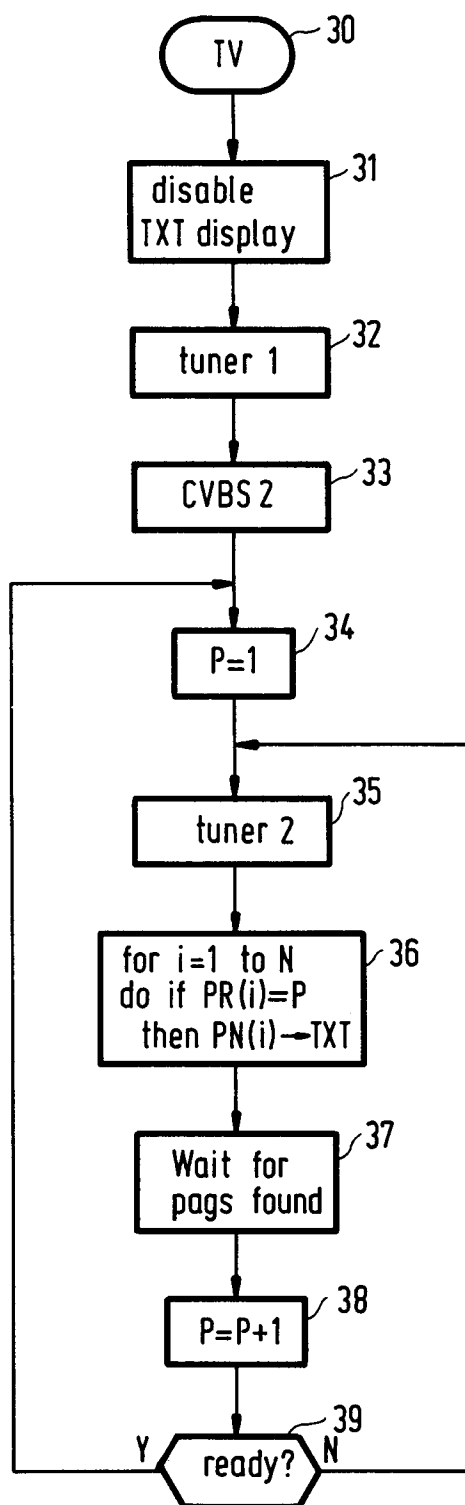 30
TV
31
disable
TXT display
32
tuner 1
33
CVBS 2
34
P=1
35
tuner 2
36
for i=1 to N
do if PR(i)=P
then PN(i)→TXT
37
Wait for
pags found
38
P=P+1
39
Y ready? N